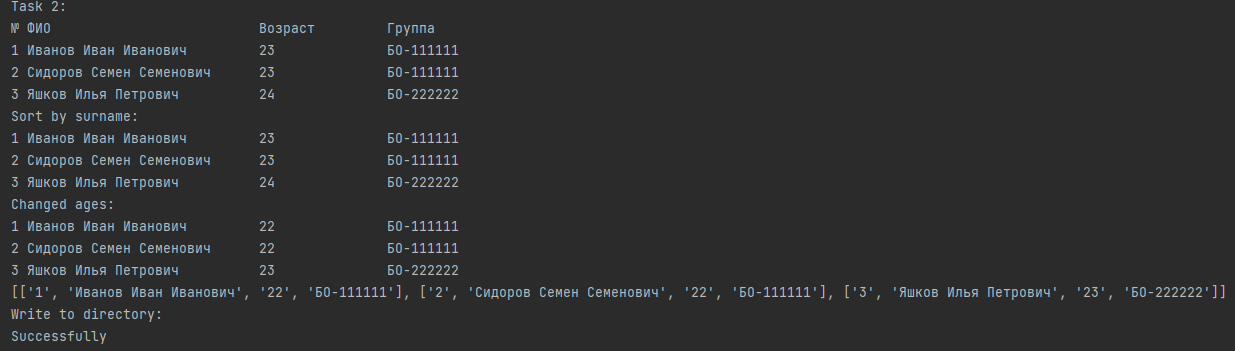 Task 2:
№ ФИО Возраст Группа
1 Иванов Иван Иванович 23 БО-111111
2 Сидоров Семен Семенович 23 БО-111111
3 Яшков Илья Петрович 24 БО-222222
Sort by surname:
1 Иванов Иван Иванович 23 БО-111111
2 Сидоров Семен Семенович 23 БО-111111
3 Яшков Илья Петрович 24 БО-222222
Changed ages:
1 Иванов Иван Иванович 22 БО-111111
2 Сидоров Семен Семенович 22 БО-111111
3 Яшков Илья Петрович 23 БО-222222
[['1', 'Иванов Иван Иванович', '22', 'БО-111111'], ['2', 'Сидоров Семен Семенович', '22', 'БО-111111'], ['3', 'Яшков Илья Петрович', '23', 'БО-222222']]
Write to directory:
Successfully